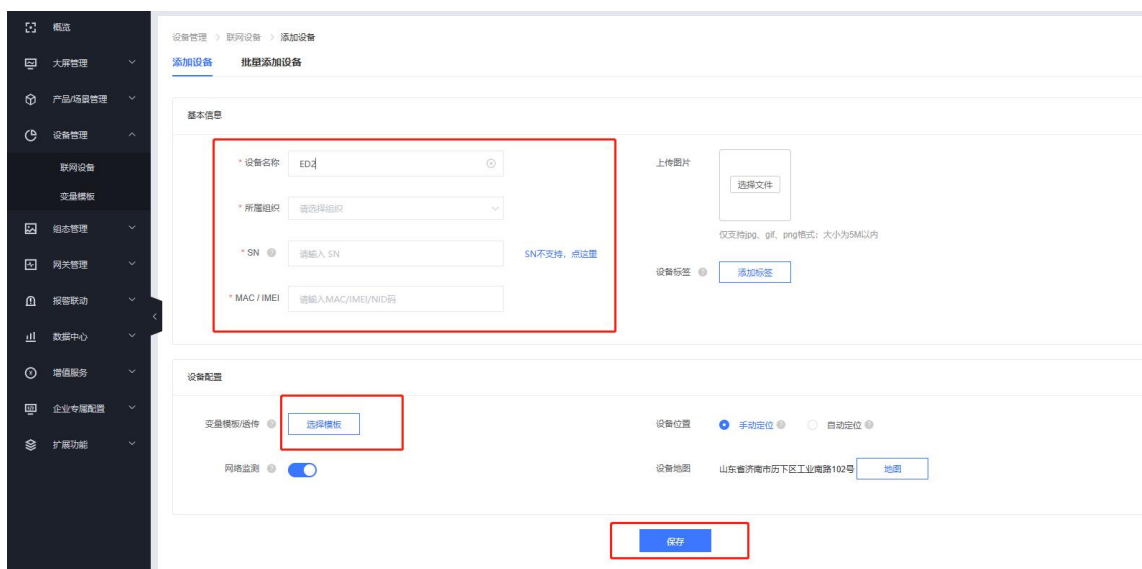 概览
大屏管理
产品/场景管理
设备管理
联网设备
变量模板
组态管理
网关管理
报警联动
数据中心
增值服务
企业专属配置
扩展功能
设备管理 > 联网设备 > 添加设备
添加设备 批量添加设备
基本信息
* 设备名称 ED2
* 所属组织 请选择组织
* SN 请输入 SN SN不支持，点这里
* MAC / IMEI 请输入MAC/IMEI/NID码
上传图片 选择文件
仅支持jpg、gif、png格式；大小为5M以内
设备标签 添加标签
设备配置
变量模板/透传 选择模板
设备位置 手动定位 自动定位
网络监测
设备地图 山东省济南市历下区工业南路102号 地图
保存